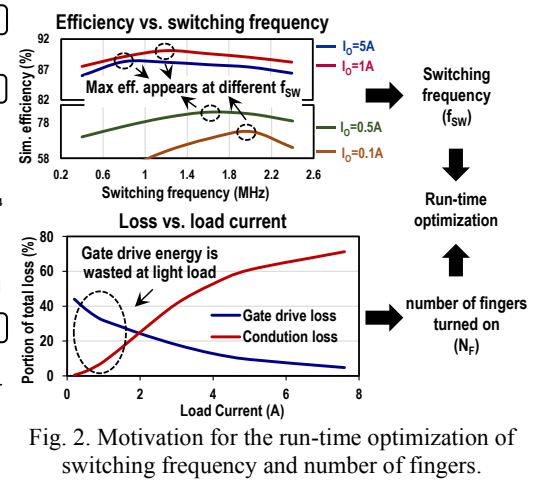 Efficiency vs. switching frequency
Sim. efficiency (%)
92
87
82
78
58
Max eff. appears at different fSW
IO=5A
IO=1A
IO=0.5A
IO=0.1A
0.2 0.6 1 1.4 1.8 2.2 2.6
Switching frequency (MHz)
Switching
frequency
(fSW)
Run-time
optimization
number of fingers
turned on
(NF)
Loss vs. load current
Portion of total loss (%)
80
60
40
20
0
Gate drive energy is
wasted at light load
Gate drive loss
Condution loss
0 2 4 6 8
Load Current (A)
Fig. 2. Motivation for the run-time optimization of
switching frequency and number of fingers.